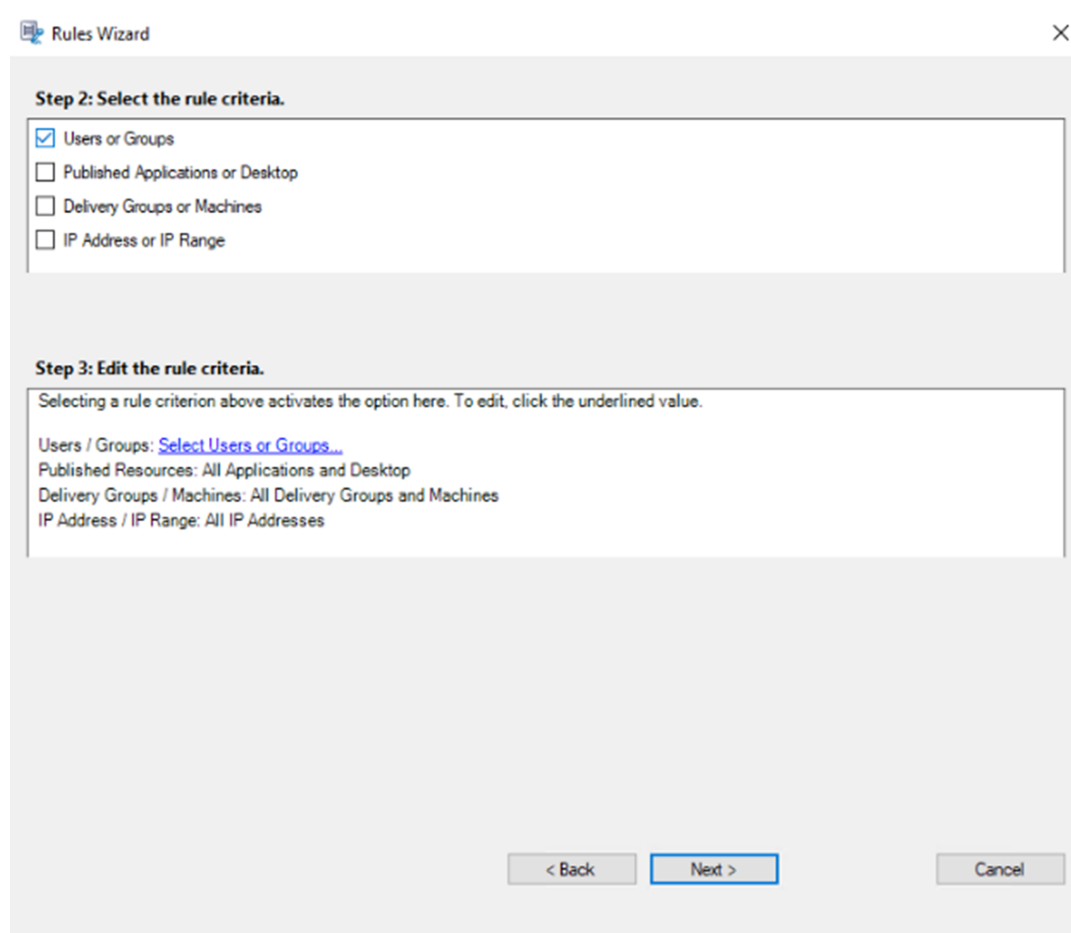 Rules Wizard
Step 2: Select the rule criteria.
Users or Groups
Published Applications or Desktop
Delivery Groups or Machines
IP Address or IP Range
Step 3: Edit the rule criteria.
Selecting a rule criterion above activates the option here. To edit, click the underlined value.
Users / Groups: Select Users or Groups...
Published Resources: All Applications and Desktop
Delivery Groups / Machines: All Delivery Groups and Machines
IP Address / IP Range: All IP Addresses
< Back Next > Cancel